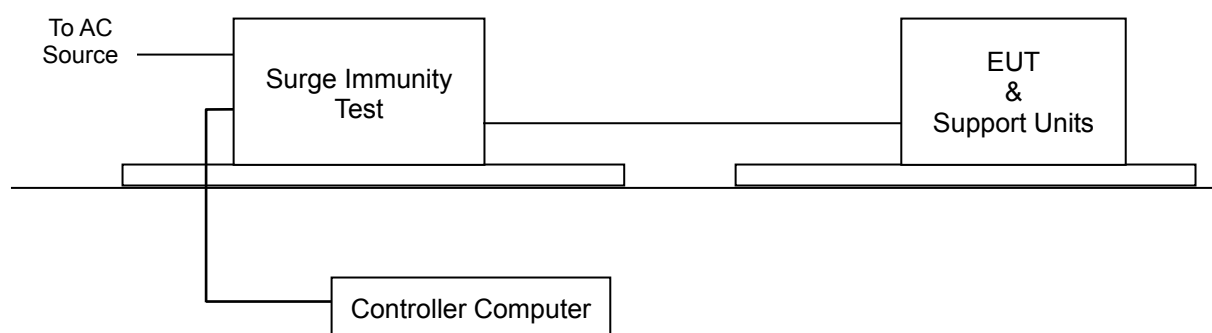 To AC
Source
Surge Immunity
Test
EUT
&
Support Units
Controller Computer